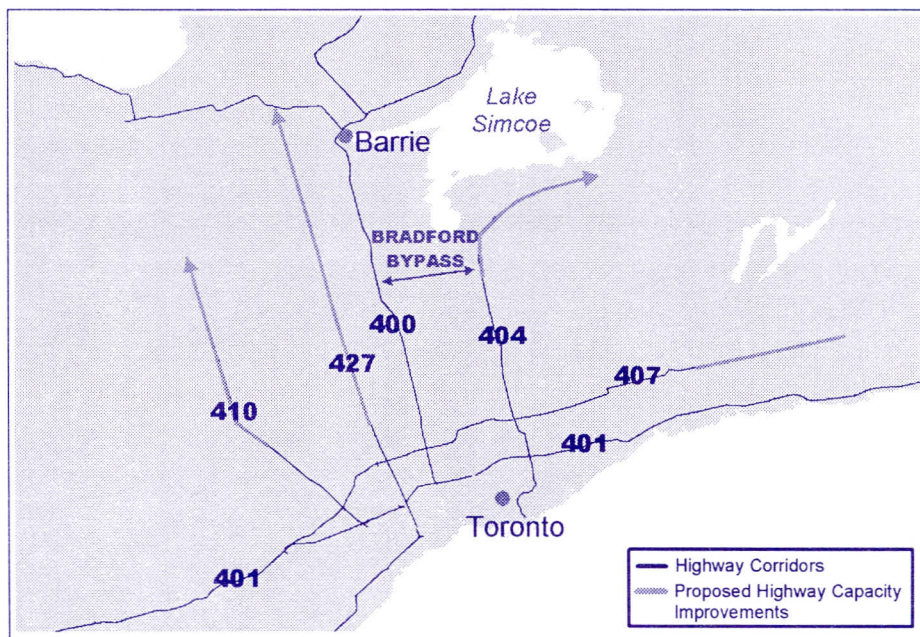 Lake
Simcoe
Barrie
BRADFORD
BYPASS
400
404
427
407
410
401
Toronto
401
Highway Corridors
Proposed Highway Capacity
Improvements